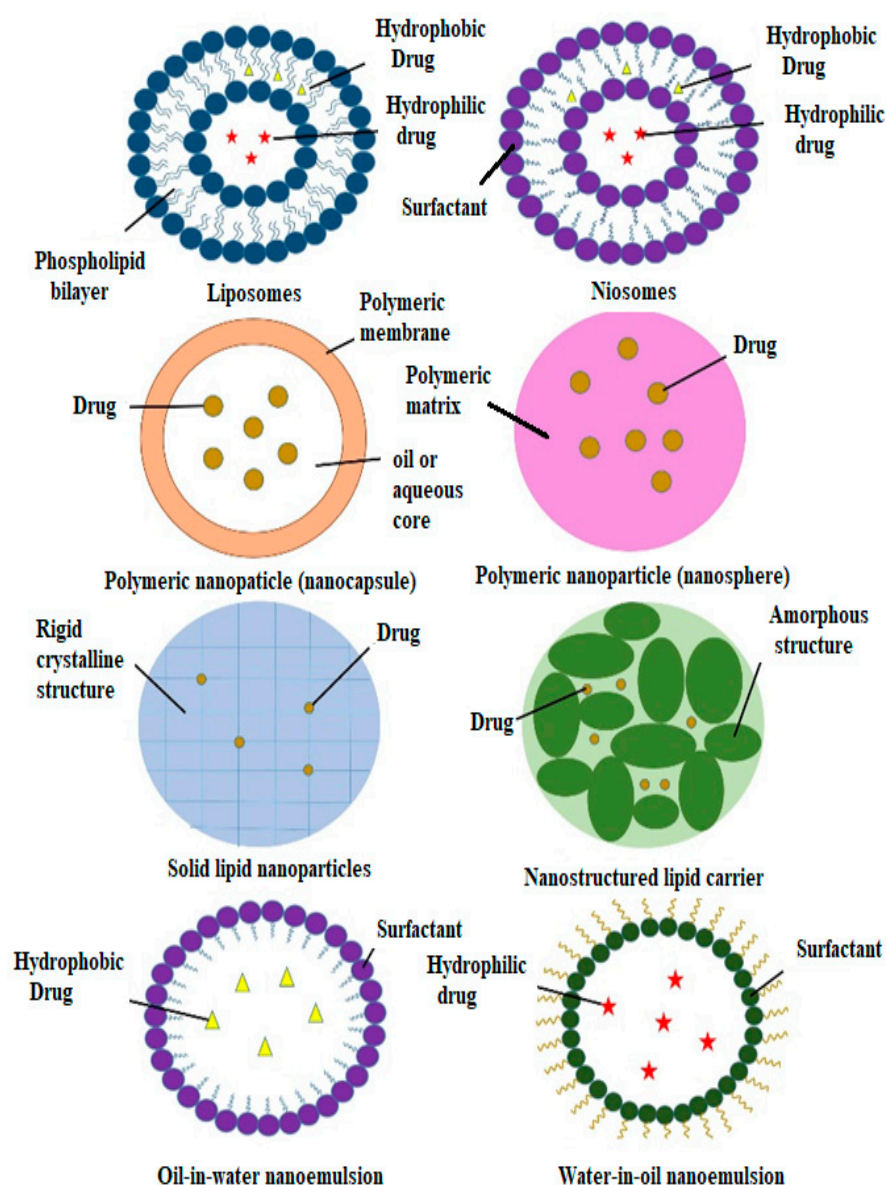 Hydrophobic
Drug
Hydrophilic
drug
Phospholipid
bilayer
Liposomes
Hydrophobic
Drug
Hydrophilic
drug
Surfactant
Niosomes
Polymeric
membrane
Drug
oil or
aqueous
core
Polymeric nanopaticle (nanocapsule)
Drug
Polymeric
matrix
Polymeric nanoparticle (nanosphere)
Rigid
crystalline
structure
Drug
Solid lipid nanoparticles
Amorphous
structure
Drug
Nanostructured lipid carrier
Surfactant
Hydrophobic
Drug
Oil-in-water nanoemulsion
Surfactant
Hydrophilic
drug
Water-in-oil nanoemulsion